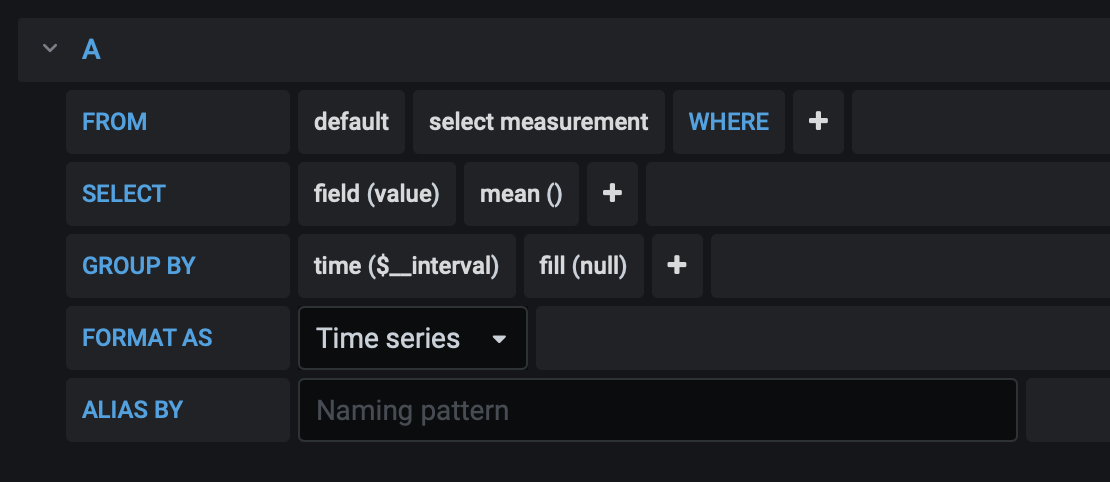 A
FROM default select measurement WHERE +
SELECT field (value) mean () +
GROUP BY time ($__interval) fill (null) +
FORMAT AS Time series
ALIAS BY Naming pattern